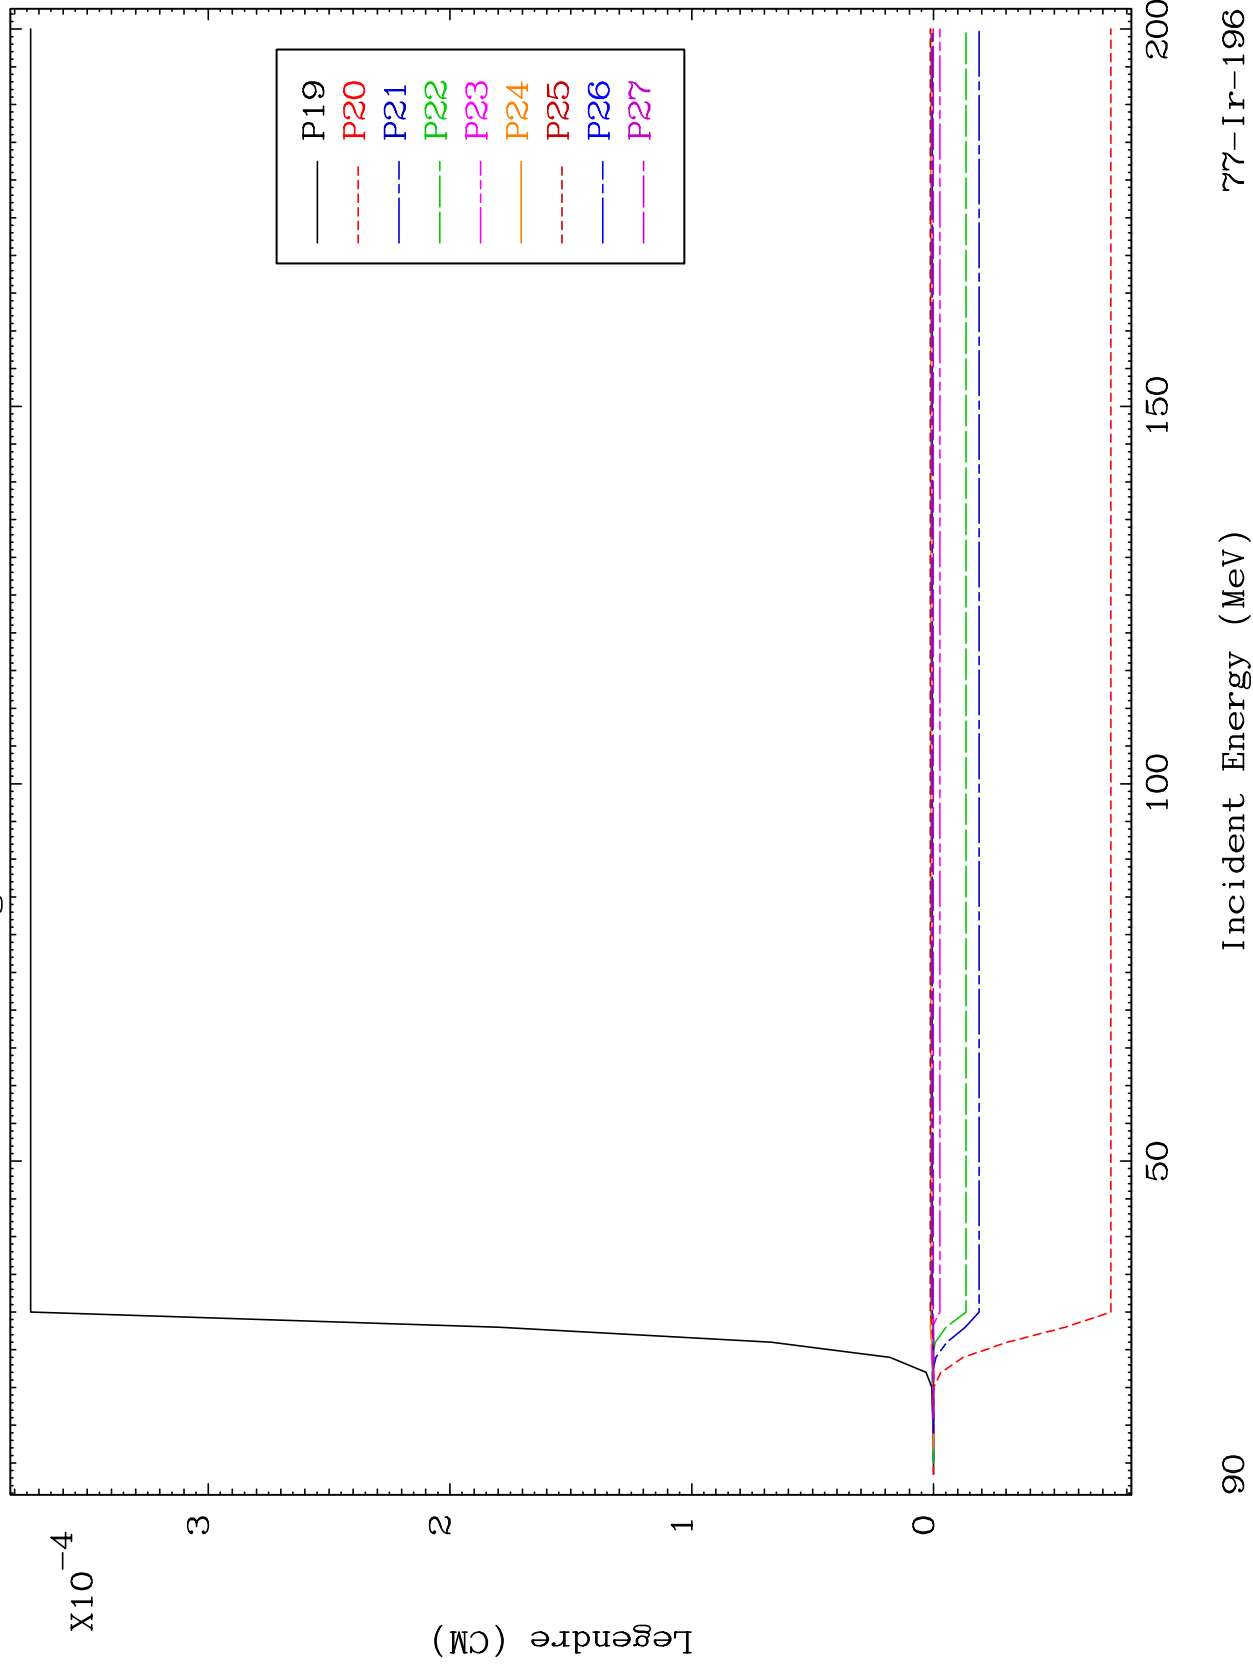 X10-4
Legendre (CM)
3
2
1
0
P19
P20
P21
P22
P23
P24
P25
P26
P27
50
100
150
200
90
Incident Energy (MeV)
77-Ir-196